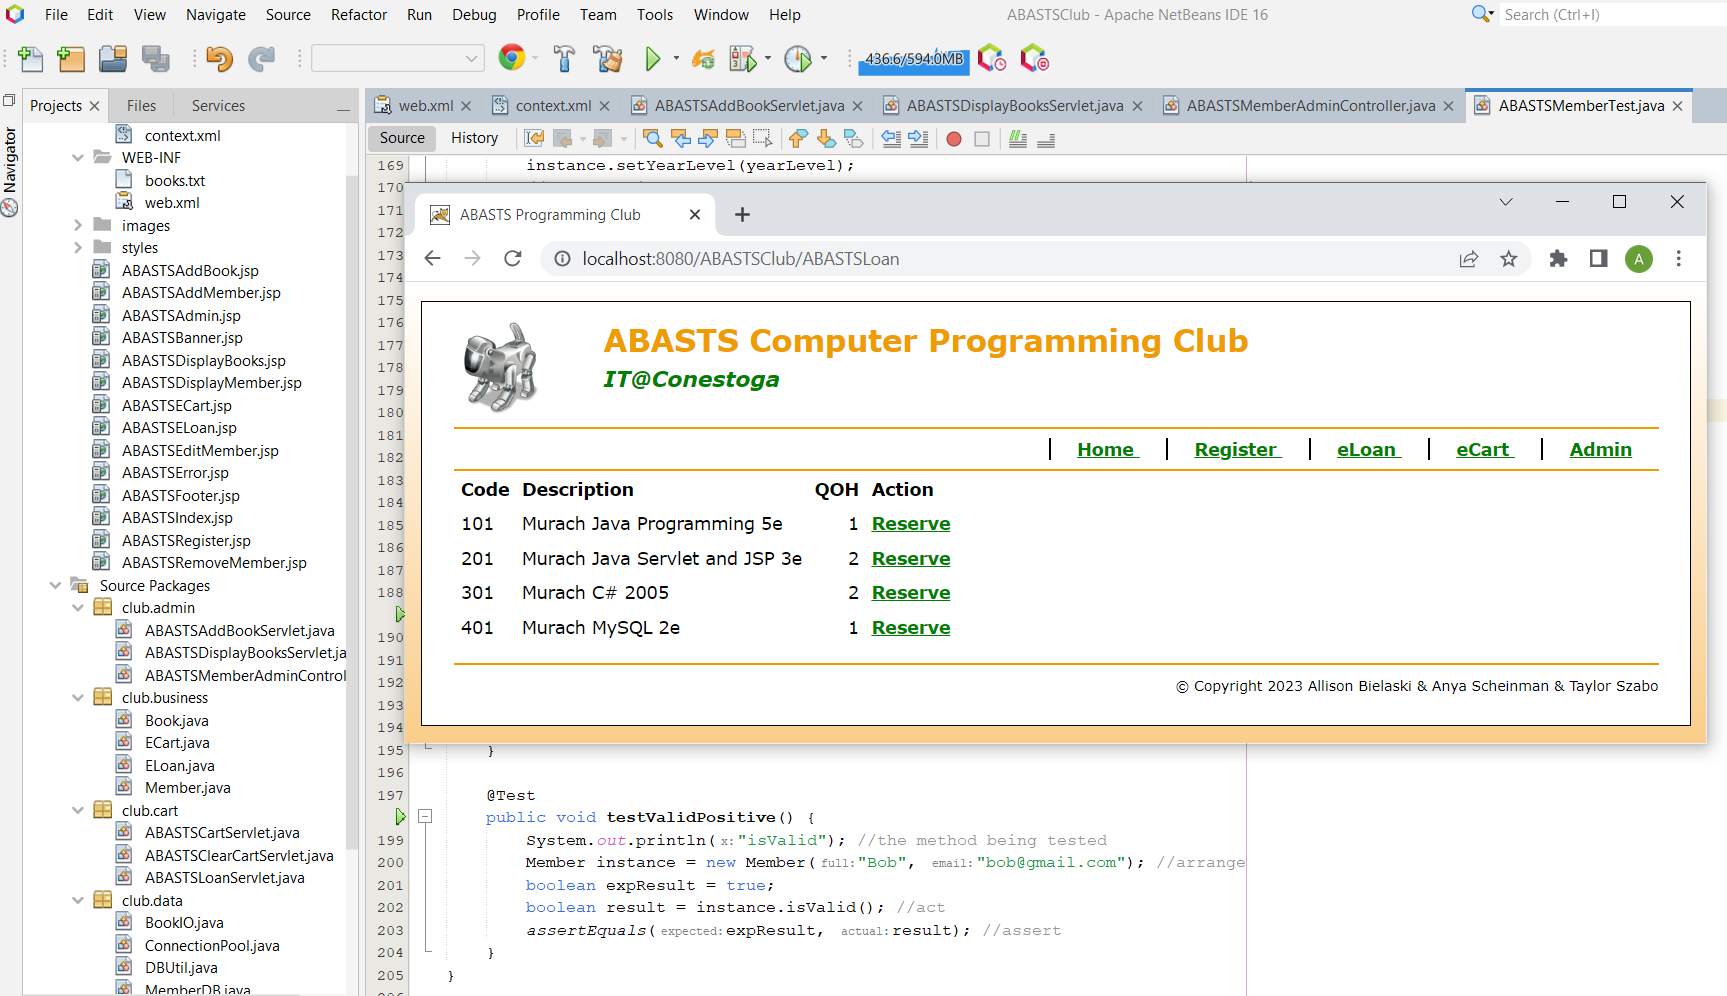 File Edit View Navigate Source Refactor Run Debug Profile Team Tools Window Help ABASTSClub - Apache NetBeans IDE 16 Search (Ctrl+I)
436.6/594.0MB
Projects Files Services
web.xml context.xml ABASTSAddBookServlet.java ABASTSDisplayBooksServlet.java ABASTSMemberAdminController.java ABASTSMemberTest.java
Source History
Navigator
context.xml
WEB-INF
books.txt
web.xml
images
styles
ABASTSAddBook.jsp
ABASTSAddMember.jsp
ABASTSAdmin.jsp
ABASTSBanner.jsp
ABASTSDisplayBooks.jsp
ABASTSDisplayMember.jsp
ABASTSECart.jsp
ABASTSELoan.jsp
ABASTSEditMember.jsp
ABASTSError.jsp
ABASTSFooter.jsp
ABASTSIndex.jsp
ABASTSRegister.jsp
ABASTSRemoveMember.jsp
Source Packages
club.admin
ABASTSAddBookServlet.java
ABASTSDisplayBooksServlet.ja
ABASTSMemberAdminControl
club.business
Book.java
ECart.java
ELoan.java
Member.java
club.cart
ABASTSCartServlet.java
ABASTSClearCartServlet.java
ABASTSLoanServlet.java
club.data
BookIO.java
ConnectionPool.java
DBUtil.java
MemberDB.java
169 instance.setYearLevel(yearLevel);
170
171
172
173
174
175
176
177
178
179
180
181
182
183
184
185
186
187
188
190
191
192
193
194
ABASTS Programming Club
localhost:8080/ABASTSClub/ABASTSLoan
A
ABASTS Computer Programming Club
IT@Conestoga
Home Register eLoan eCart Admin
Code Description QOH Action
101 Murach Java Programming 5e 1 Reserve
201 Murach Java Servlet and JSP 3e 2 Reserve
301 Murach C# 2005 2 Reserve
401 Murach MySQL 2e 1 Reserve
© Copyright 2023 Allison Bielaski & Anya Scheinman & Taylor Szabo
195 }
196
197 @Test
public void testValidPositive() {
199 System.out.println(x:"isValid"); //the method being tested
200 Member instance = new Member(full:"Bob", email:"bob@gmail.com"); //arrange
201 boolean expResult = true;
202 boolean result = instance.isValid(); //act
203 assertEquals(expected:expResult, actual:result); //assert
204 }
205 }